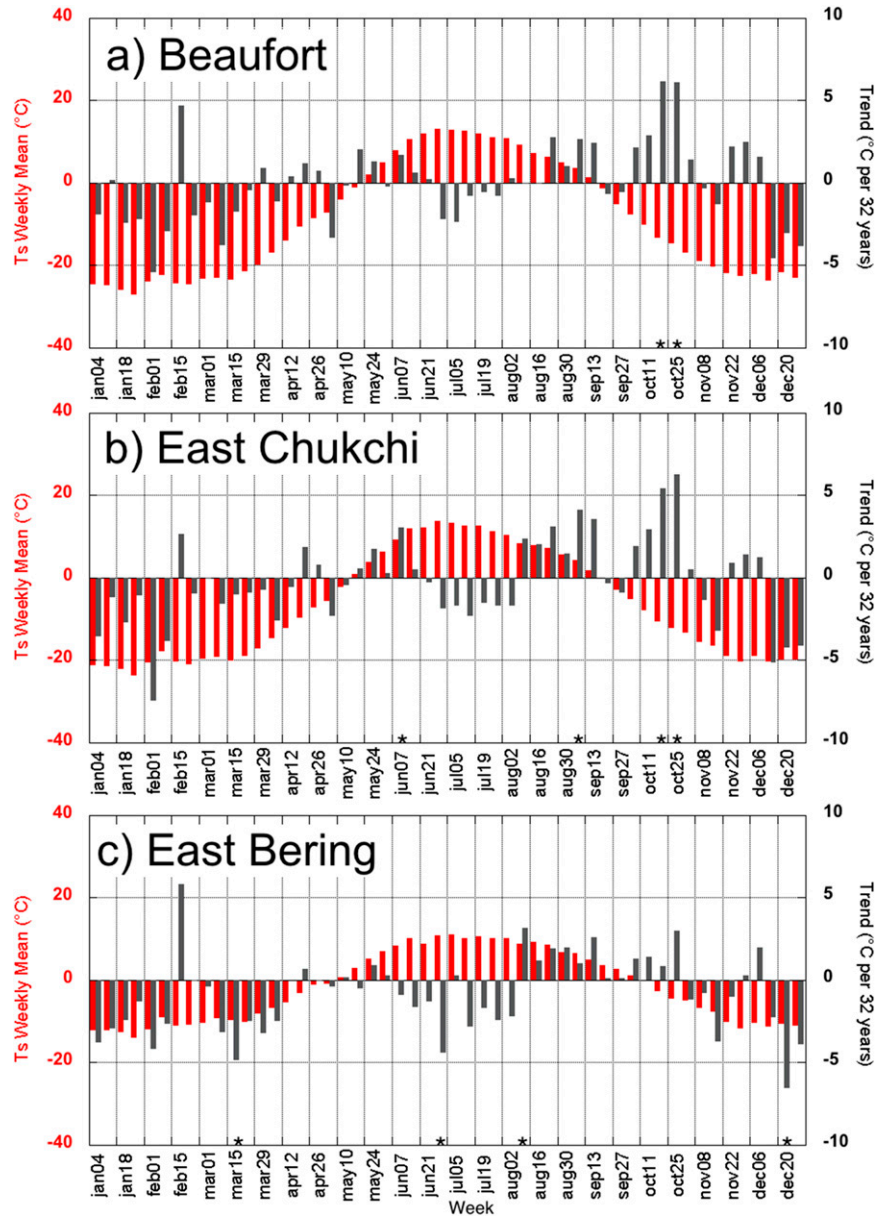 a) Beaufort
40
20
0
-20
-40
Ts Weekly Mean (°C)
10
5
0
-5
-10
Trend (°C per 32 years)
* *
jan04 jan18 feb01 feb15 mar01 mar15 mar29 apr12 apr26 may10 may24 jun07 jun21 jul05 jul19 aug02 aug16 aug30 sep13 sep27 oct11 oct25 nov08 nov22 dec06 dec20
b) East Chukchi
40
20
0
-20
-40
Ts Weekly Mean (°C)
10
5
0
-5
-10
Trend (°C per 32 years)
* * * *
jan04 jan18 feb01 feb15 mar01 mar15 mar29 apr12 apr26 may10 may24 jun07 jun21 jul05 jul19 aug02 aug16 aug30 sep13 sep27 oct11 oct25 nov08 nov22 dec06 dec20
c) East Bering
40
20
0
-20
-40
Ts Weekly Mean (°C)
10
5
0
-5
-10
Trend (°C per 32 years)
* * * *
jan04 jan18 feb01 feb15 mar01 mar15 mar29 apr12 apr26 may10 may24 jun07 jun21 jul05 jul19 aug02 aug16 aug30 sep13 sep27 oct11 oct25 nov08 nov22 dec06 dec20
Week